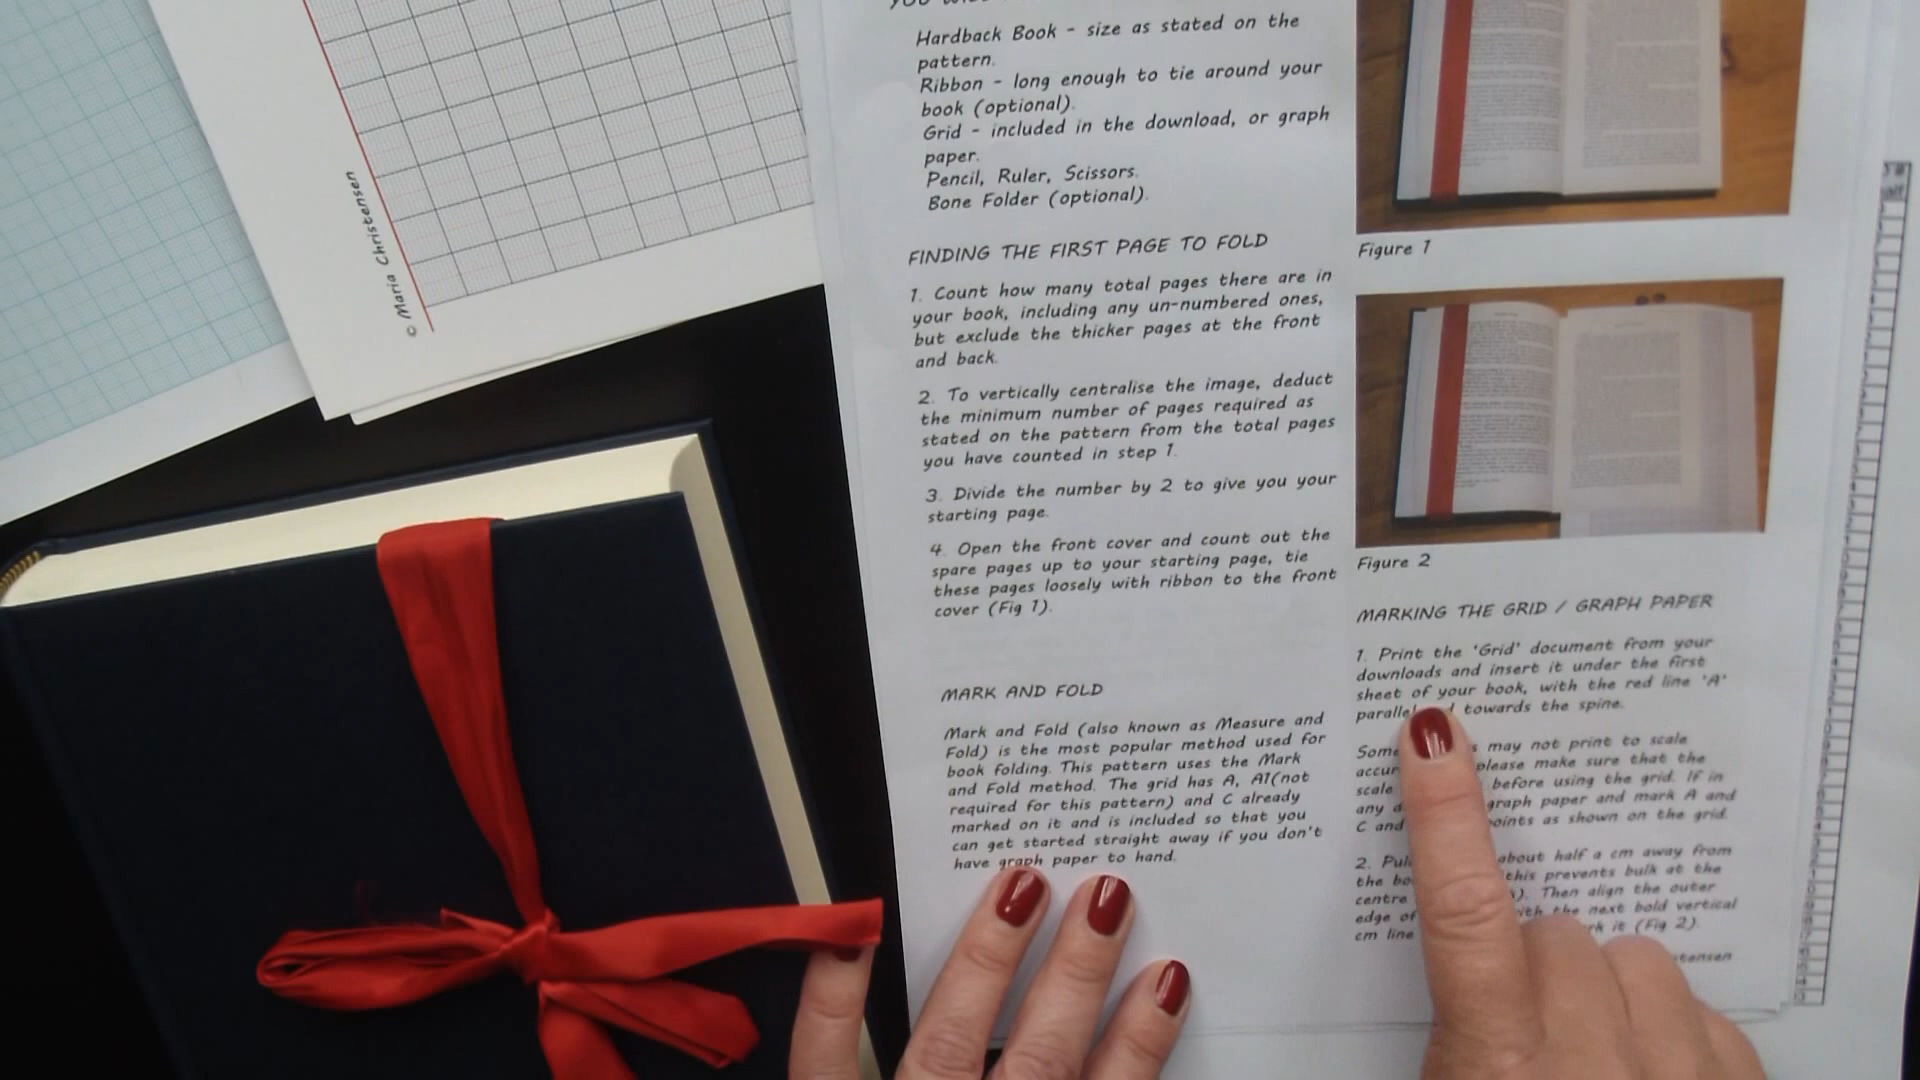 © Maria Christensen
Hardback Book - size as stated on the
pattern.
Ribbon - long enough to tie around your
book (optional).
Grid - included in the download, or graph
paper.
Pencil, Ruler, Scissors.
Bone Folder (optional).
FINDING THE FIRST PAGE TO FOLD
1. Count how many total pages there are in
your book, including any un-numbered ones,
but exclude the thicker pages at the front
and back.
2. To vertically centralise the image, deduct
the minimum number of pages required as
stated on the pattern from the total pages
you have counted in step 1.
3. Divide the number by 2 to give you your
starting page.
4. Open the front cover and count out the
spare pages up to your starting page, tie
these pages loosely with ribbon to the front
cover (Fig 1).
MARK AND FOLD
Mark and Fold (also known as Measure and
Fold) is the most popular method used for
book folding. This pattern uses the Mark
and Fold method. The grid has A, A1(not
required for this pattern) and C already
marked on it and is included so that you
can get started straight away if you don't
have graph paper to hand.
Figure 1
Figure 2
MARKING THE GRID / GRAPH PAPER
1. Print the 'Grid' document from your
downloads and insert it under the first
sheet of your book, with the red line 'A'
parallel towards the spine.
may not print to scale
please make sure that the
scale before using the grid. If in
any graph paper and mark A and
C and points as shown on the grid.
2. about half a cm away from
the this prevents bulk at the
centre Then align the outer
edge of with the next bold vertical
cm line it (Fig 2).